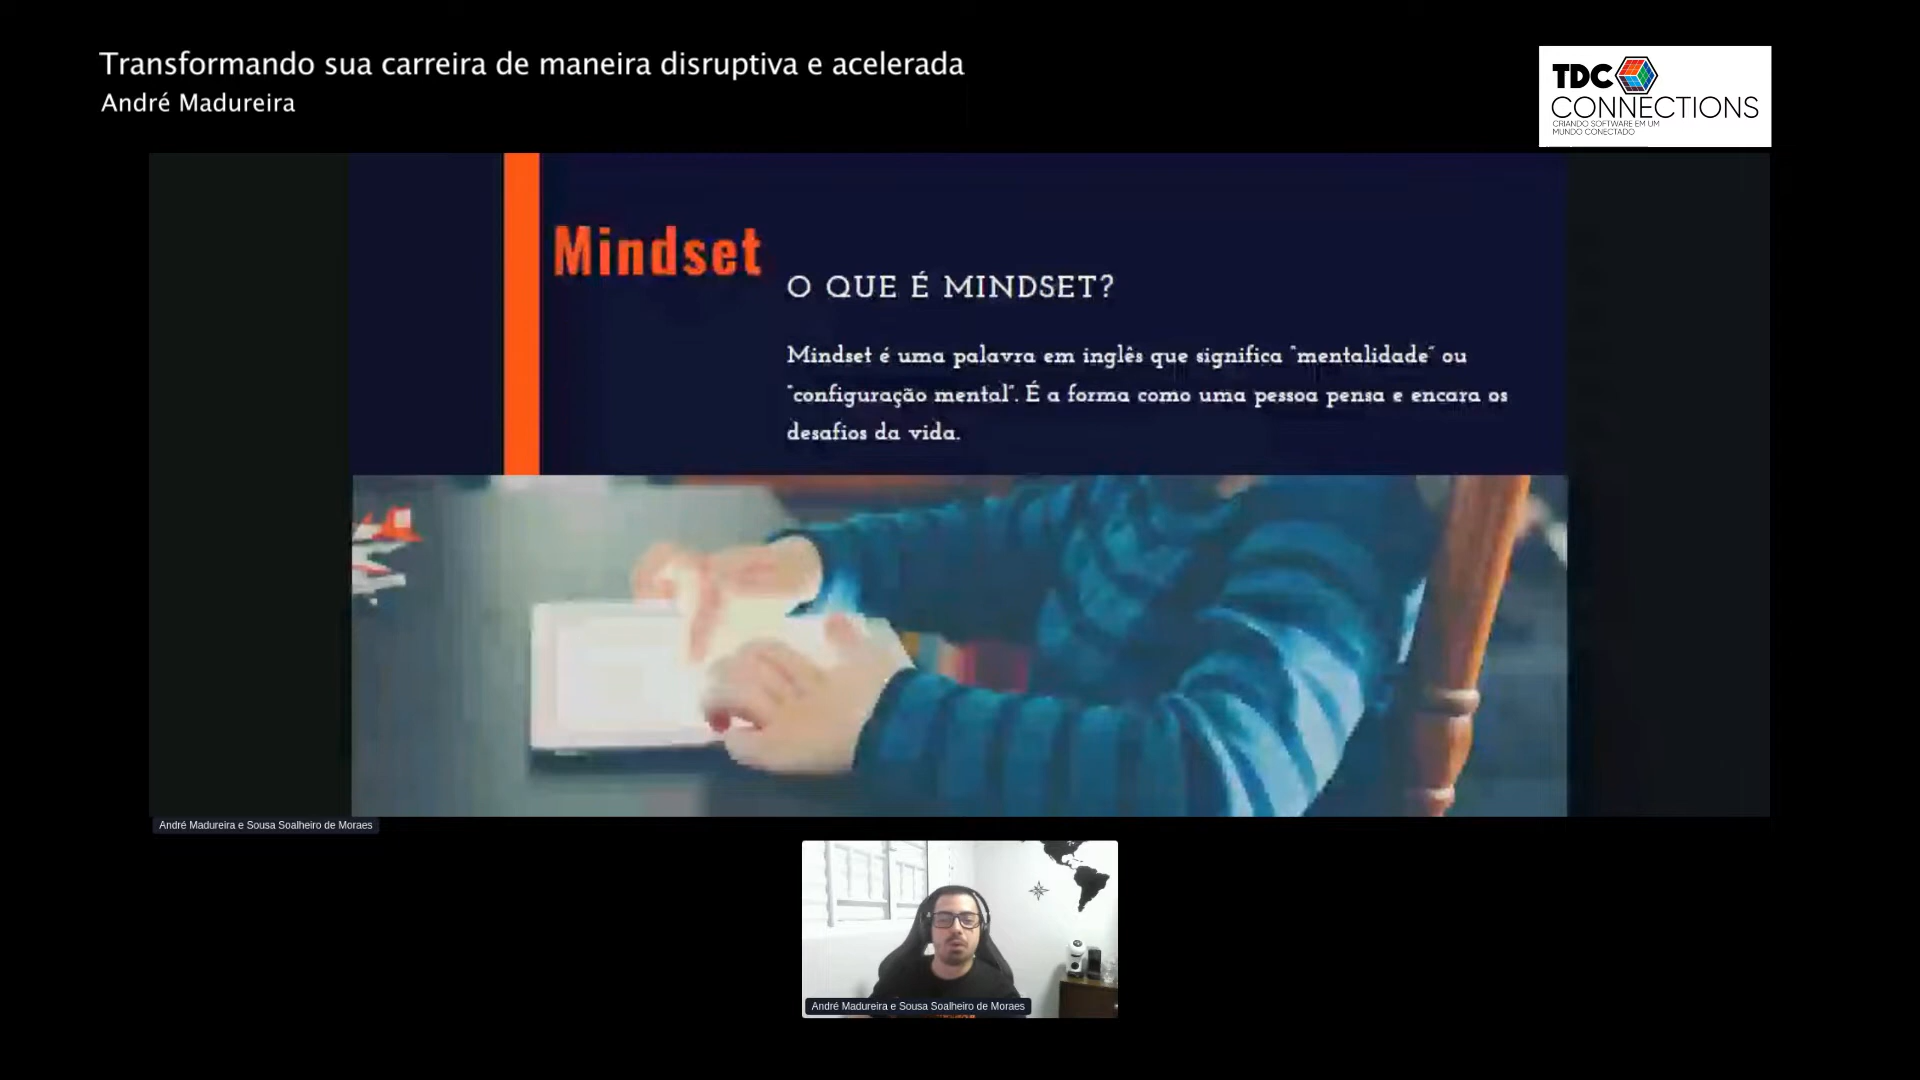 Transformando sua carreira de maneira disruptiva e acelerada
André Madureira
TDC
CONNECTIONS
CRIANDO SOFTWARE EM UM
MUNDO CONECTADO
Mindset
O QUE É MINDSET?
Mindset é uma palavra em inglês que significa "mentalidade" ou
"configuração mental". É a forma como uma pessoa pensa e encara os
desafios da vida.
André Madureira e Sousa Soalheiro de Moraes
André Madureira e Sousa Soalheiro de Moraes